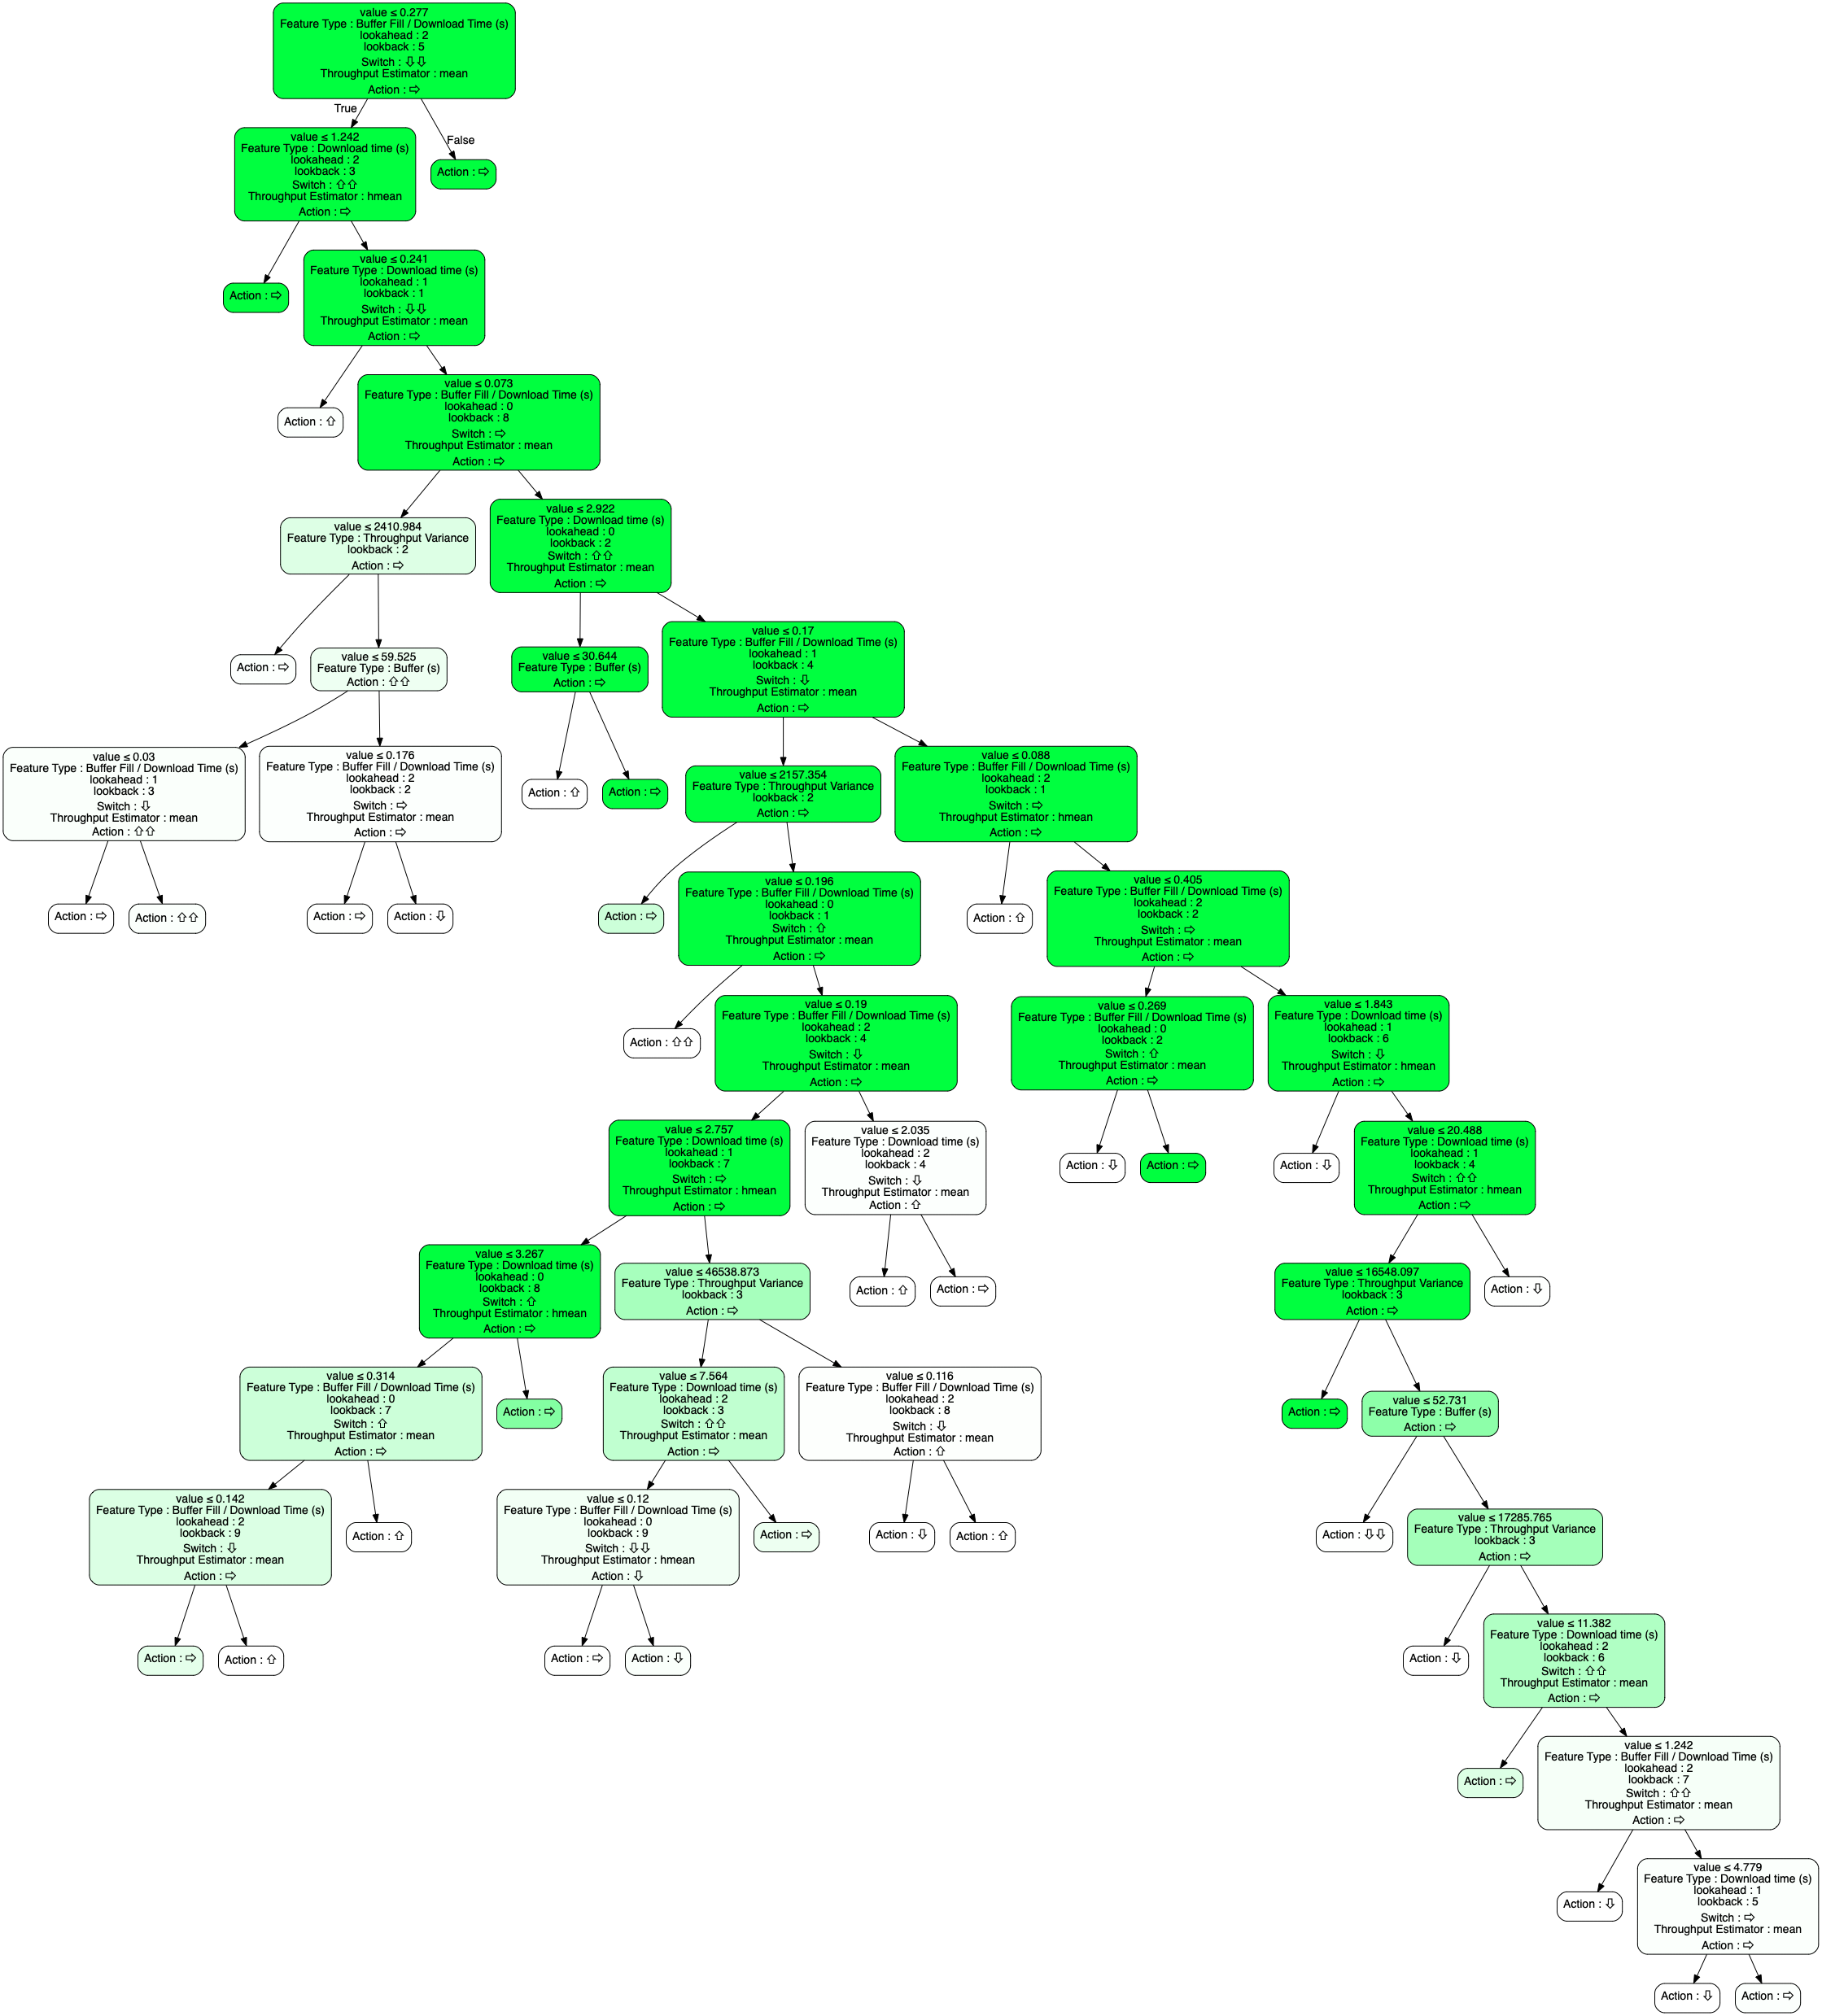 value ≤ 0.277
Feature Type : Buffer Fill / Download Time (s)
lookahead : 2
lookback : 5
Switch : ⇩⇩
Throughput Estimator : mean
Action : ⇨
True
False
value ≤ 1.242
Feature Type : Download time (s)
lookahead : 2
lookback : 3
Switch : ⇧⇧
Throughput Estimator : hmean
Action : ⇨
Action : ⇨
value ≤ 0.241
Feature Type : Download time (s)
lookahead : 1
lookback : 1
Switch : ⇩⇩
Throughput Estimator : mean
Action : ⇨
Action : ⇨
value ≤ 0.073
Feature Type : Buffer Fill / Download Time (s)
lookahead : 0
lookback : 8
Switch : ⇨
Throughput Estimator : mean
Action : ⇨
Action : ⇧
value ≤ 2410.984
Feature Type : Throughput Variance
lookback : 2
Action : ⇨
value ≤ 2.922
Feature Type : Download time (s)
lookahead : 0
lookback : 2
Switch : ⇧⇧
Throughput Estimator : mean
Action : ⇨
Action : ⇨
value ≤ 59.525
Feature Type : Buffer (s)
Action : ⇧⇧
value ≤ 30.644
Feature Type : Buffer (s)
Action : ⇨
value ≤ 0.17
Feature Type : Buffer Fill / Download Time (s)
lookahead : 1
lookback : 4
Switch : ⇩
Throughput Estimator : mean
Action : ⇨
value ≤ 0.03
Feature Type : Buffer Fill / Download Time (s)
lookahead : 1
lookback : 3
Switch : ⇩
Throughput Estimator : mean
Action : ⇧⇧
value ≤ 0.176
Feature Type : Buffer Fill / Download Time (s)
lookahead : 2
lookback : 2
Switch : ⇨
Throughput Estimator : mean
Action : ⇨
Action : ⇧
Action : ⇨
value ≤ 2157.354
Feature Type : Throughput Variance
lookback : 2
Action : ⇨
value ≤ 0.088
Feature Type : Buffer Fill / Download Time (s)
lookahead : 2
lookback : 1
Switch : ⇨
Throughput Estimator : hmean
Action : ⇨
Action : ⇨
Action : ⇧⇧
Action : ⇨
Action : ⇩
Action : ⇨
value ≤ 0.196
Feature Type : Buffer Fill / Download Time (s)
lookahead : 0
lookback : 1
Switch : ⇧
Throughput Estimator : mean
Action : ⇨
Action : ⇧
value ≤ 0.405
Feature Type : Buffer Fill / Download Time (s)
lookahead : 2
lookback : 2
Switch : ⇨
Throughput Estimator : mean
Action : ⇨
Action : ⇧⇧
value ≤ 0.19
Feature Type : Buffer Fill / Download Time (s)
lookahead : 2
lookback : 4
Switch : ⇩
Throughput Estimator : mean
Action : ⇨
value ≤ 0.269
Feature Type : Buffer Fill / Download Time (s)
lookahead : 0
lookback : 2
Switch : ⇧
Throughput Estimator : mean
Action : ⇨
value ≤ 1.843
Feature Type : Download time (s)
lookahead : 1
lookback : 6
Switch : ⇩
Throughput Estimator : hmean
Action : ⇨
value ≤ 2.757
Feature Type : Download time (s)
lookahead : 1
lookback : 7
Switch : ⇨
Throughput Estimator : hmean
Action : ⇨
value ≤ 2.035
Feature Type : Download time (s)
lookahead : 2
lookback : 4
Switch : ⇩
Throughput Estimator : mean
Action : ⇧
Action : ⇩
Action : ⇨
Action : ⇩
value ≤ 20.488
Feature Type : Download time (s)
lookahead : 1
lookback : 4
Switch : ⇧⇧
Throughput Estimator : hmean
Action : ⇨
value ≤ 3.267
Feature Type : Download time (s)
lookahead : 0
lookback : 8
Switch : ⇧
Throughput Estimator : hmean
Action : ⇨
value ≤ 46538.873
Feature Type : Throughput Variance
lookback : 3
Action : ⇨
Action : ⇧
Action : ⇨
value ≤ 16548.097
Feature Type : Throughput Variance
lookback : 3
Action : ⇨
Action : ⇩
value ≤ 0.314
Feature Type : Buffer Fill / Download Time (s)
lookahead : 0
lookback : 7
Switch : ⇧
Throughput Estimator : mean
Action : ⇨
Action : ⇨
value ≤ 7.564
Feature Type : Download time (s)
lookahead : 2
lookback : 3
Switch : ⇧⇧
Throughput Estimator : mean
Action : ⇨
value ≤ 0.116
Feature Type : Buffer Fill / Download Time (s)
lookahead : 2
lookback : 8
Switch : ⇩
Throughput Estimator : mean
Action : ⇧
Action : ⇨
value ≤ 52.731
Feature Type : Buffer (s)
Action : ⇨
value ≤ 0.142
Feature Type : Buffer Fill / Download Time (s)
lookahead : 2
lookback : 9
Switch : ⇩
Throughput Estimator : mean
Action : ⇨
Action : ⇧
value ≤ 0.12
Feature Type : Buffer Fill / Download Time (s)
lookahead : 0
lookback : 9
Switch : ⇩⇩
Throughput Estimator : hmean
Action : ⇩
Action : ⇨
Action : ⇩
Action : ⇧
Action : ⇩⇩
value ≤ 17285.765
Feature Type : Throughput Variance
lookback : 3
Action : ⇨
Action : ⇨
Action : ⇧
Action : ⇨
Action : ⇩
Action : ⇩
value ≤ 11.382
Feature Type : Download time (s)
lookahead : 2
lookback : 6
Switch : ⇧⇧
Throughput Estimator : mean
Action : ⇨
Action : ⇨
value ≤ 1.242
Feature Type : Buffer Fill / Download Time (s)
lookahead : 2
lookback : 7
Switch : ⇧⇧
Throughput Estimator : mean
Action : ⇨
Action : ⇩
value ≤ 4.779
Feature Type : Download time (s)
lookahead : 1
lookback : 5
Switch : ⇨
Throughput Estimator : mean
Action : ⇨
Action : ⇩
Action : ⇨